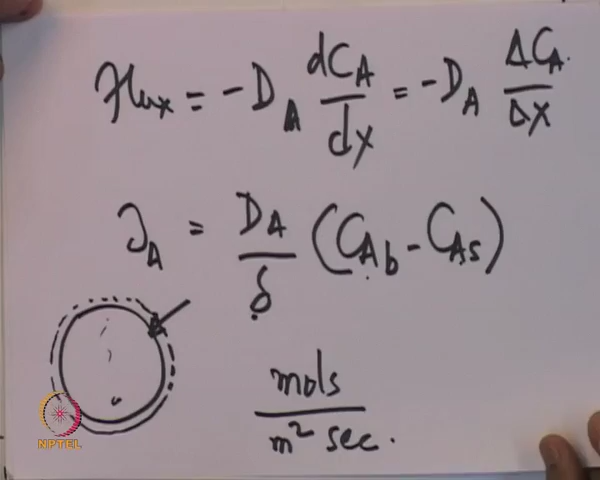 Flux = -D_A dC_A/dx = -D_A ΔC_A/Δx
J_A = D_A/δ (C_Ab - C_As)
mols/m² sec.
NPTEL